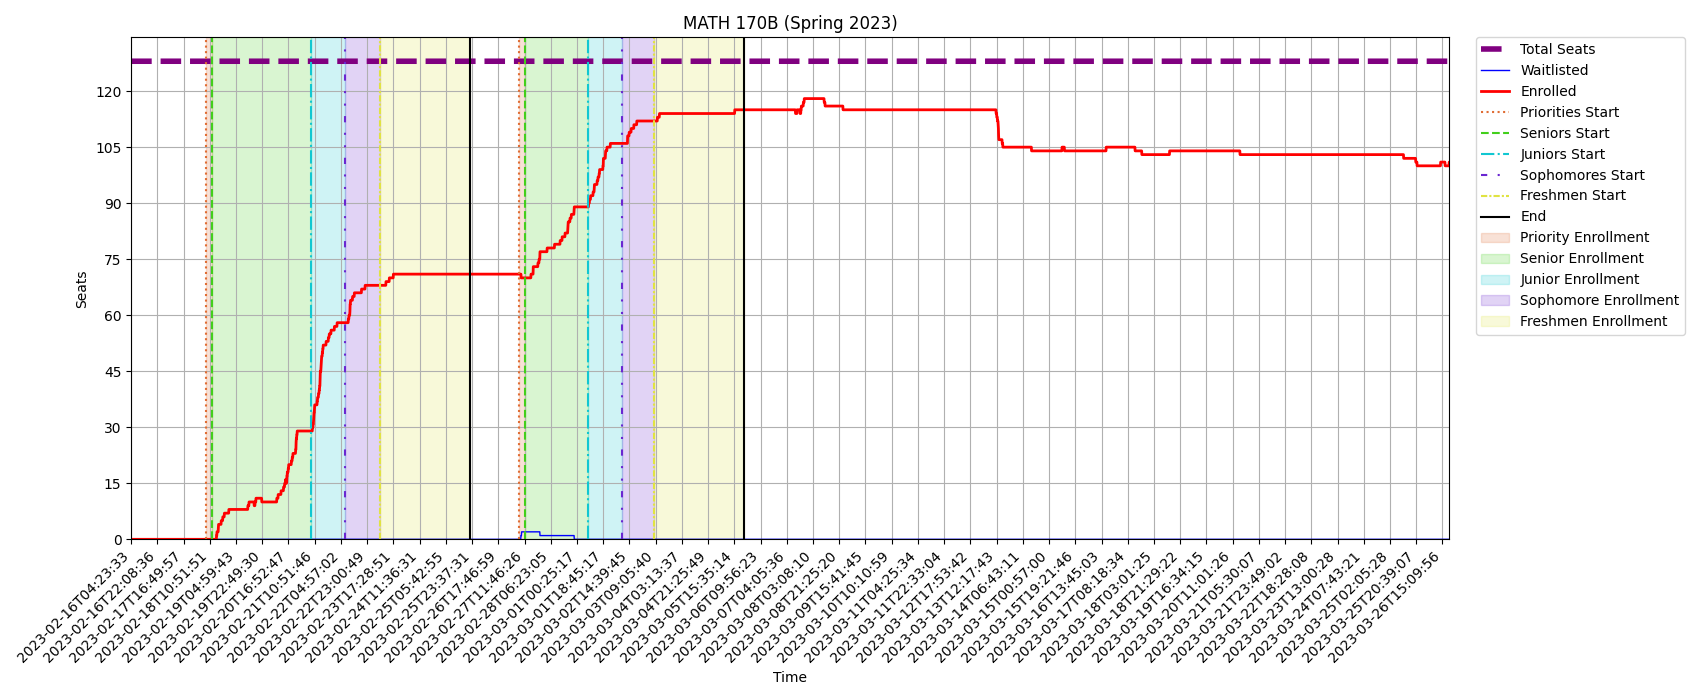 MATH 170B (Spring 2023)
Seats
120
105
90
75
60
45
30
15
0
2023-02-16T04:23:33
2023-02-16T22:08:36
2023-02-17T16:49:57
2023-02-18T10:51:51
2023-02-19T04:59:43
2023-02-19T22:49:30
2023-02-20T16:52:47
2023-02-21T10:51:46
2023-02-22T04:57:02
2023-02-22T23:00:49
2023-02-23T17:28:51
2023-02-24T11:36:31
2023-02-25T05:42:55
2023-02-25T23:37:31
2023-02-26T17:46:59
2023-02-27T11:46:26
2023-02-28T06:23:05
2023-03-01T00:25:17
2023-03-01T18:45:17
2023-03-02T14:39:45
2023-03-03T09:05:40
2023-03-04T03:13:37
2023-03-04T21:25:49
2023-03-05T15:35:14
2023-03-06T09:56:23
2023-03-07T04:05:36
2023-03-08T03:08:10
2023-03-08T21:25:20
2023-03-09T15:41:45
2023-03-10T10:10:59
2023-03-11T04:25:34
2023-03-11T22:33:04
2023-03-12T17:53:42
2023-03-13T12:17:43
2023-03-14T06:43:11
2023-03-15T00:57:00
2023-03-15T19:21:46
2023-03-16T13:45:03
2023-03-17T08:18:34
2023-03-18T03:01:25
2023-03-18T21:29:22
2023-03-19T16:34:15
2023-03-20T11:01:26
2023-03-21T05:30:07
2023-03-21T23:49:02
2023-03-22T18:28:08
2023-03-23T13:00:28
2023-03-24T07:43:21
2023-03-25T02:05:28
2023-03-25T20:39:07
2023-03-26T15:09:56
Time
Total Seats
Waitlisted
Enrolled
Priorities Start
Seniors Start
Juniors Start
Sophomores Start
Freshmen Start
End
Priority Enrollment
Senior Enrollment
Junior Enrollment
Sophomore Enrollment
Freshmen Enrollment